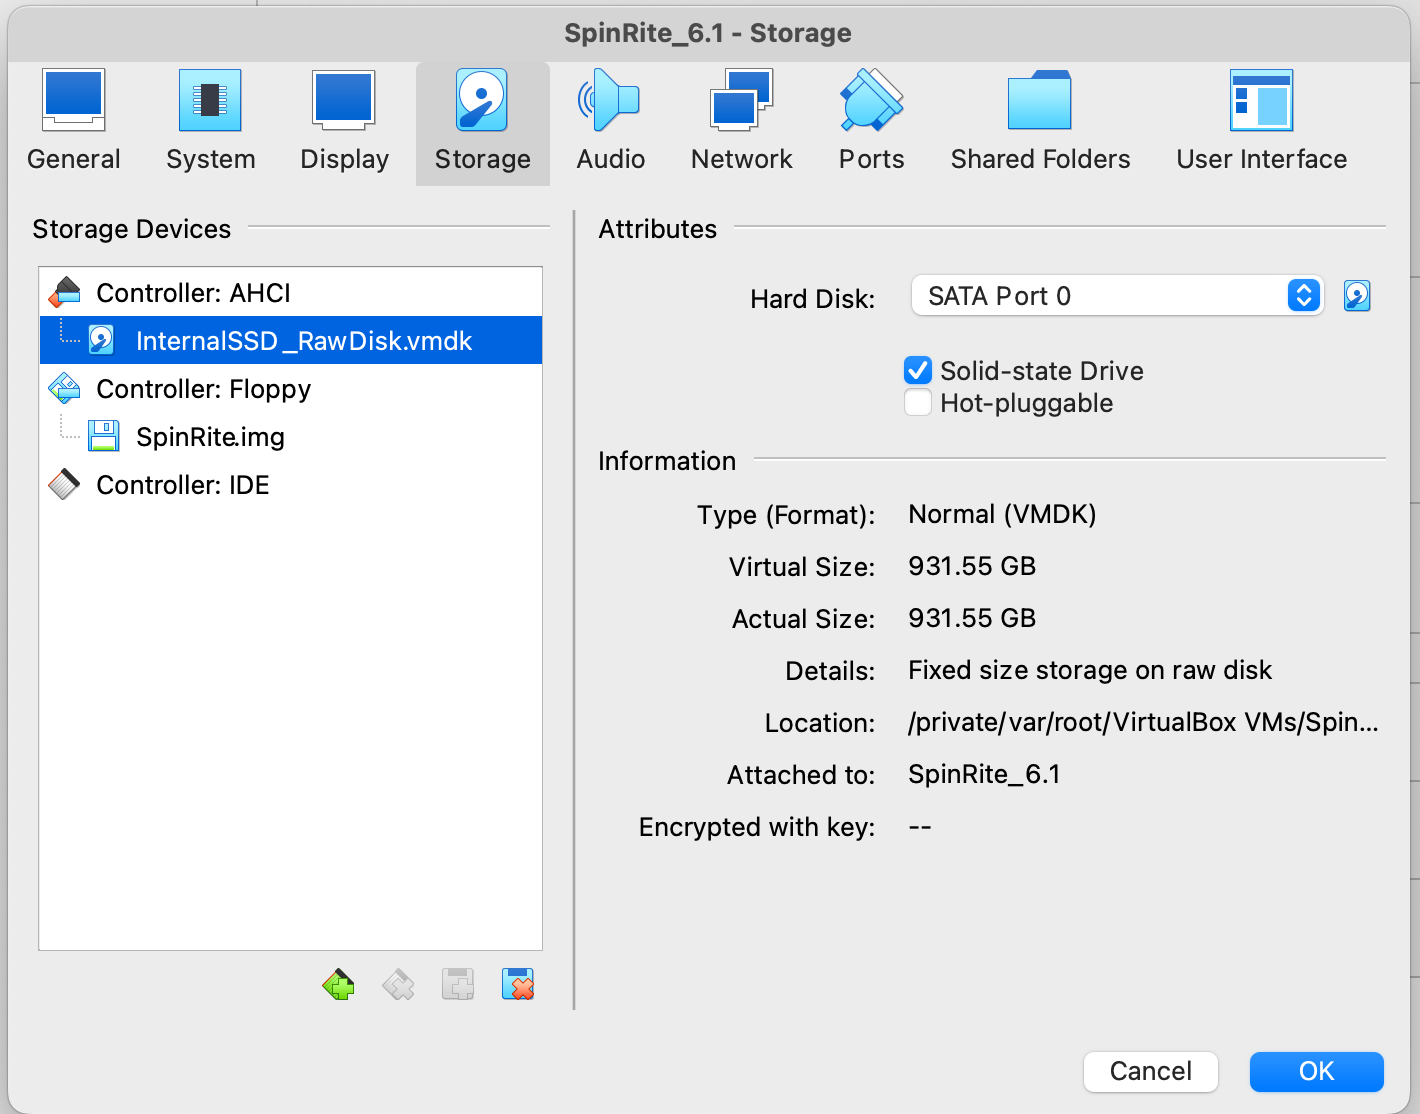 SpinRite_6.1 - Storage
General System Display Storage Audio Network Ports Shared Folders User Interface
Storage Devices
Controller: AHCI
InternalSSD_RawDisk.vmdk
Controller: Floppy
SpinRite.img
Controller: IDE
Attributes
Hard Disk: SATA Port 0
Solid-state Drive
Hot-pluggable
Information
Type (Format): Normal (VMDK)
Virtual Size: 931.55 GB
Actual Size: 931.55 GB
Details: Fixed size storage on raw disk
Location: /private/var/root/VirtualBox VMs/Spin...
Attached to: SpinRite_6.1
Encrypted with key: --
Cancel OK